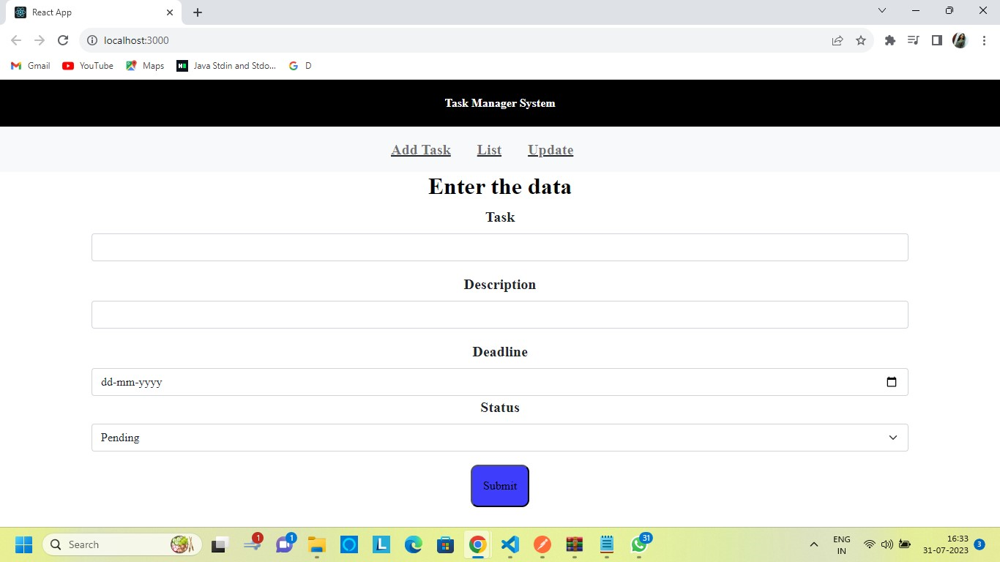 React App
localhost:3000
Gmail YouTube Maps Java Stdin and Stdo... D
Task Manager System
Add Task List Update
Enter the data
Task
Description
Deadline
dd-mm-yyyy
Status
Pending
Submit
Search 1 1 31 ENG 16:33
IN 31-07-2023 3